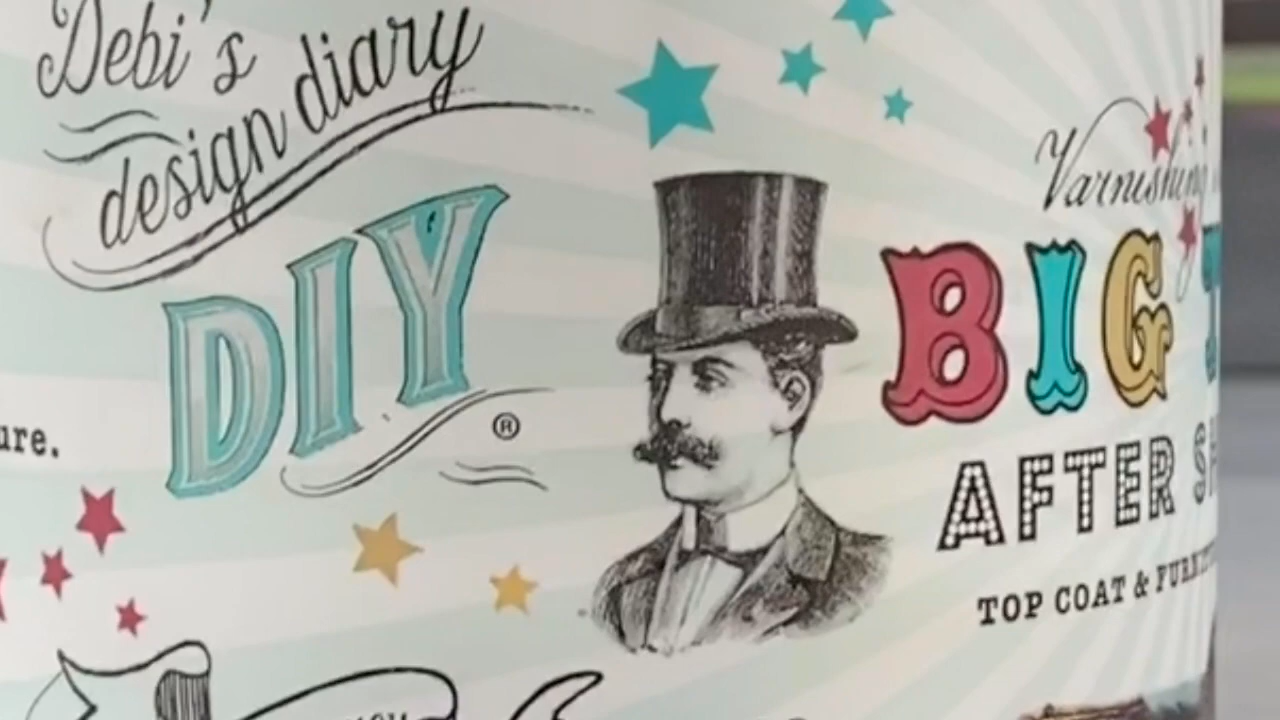 Debi's
design diary
DIY
®
ure.
Varnishing
BIG
AFTER
TOP COAT &